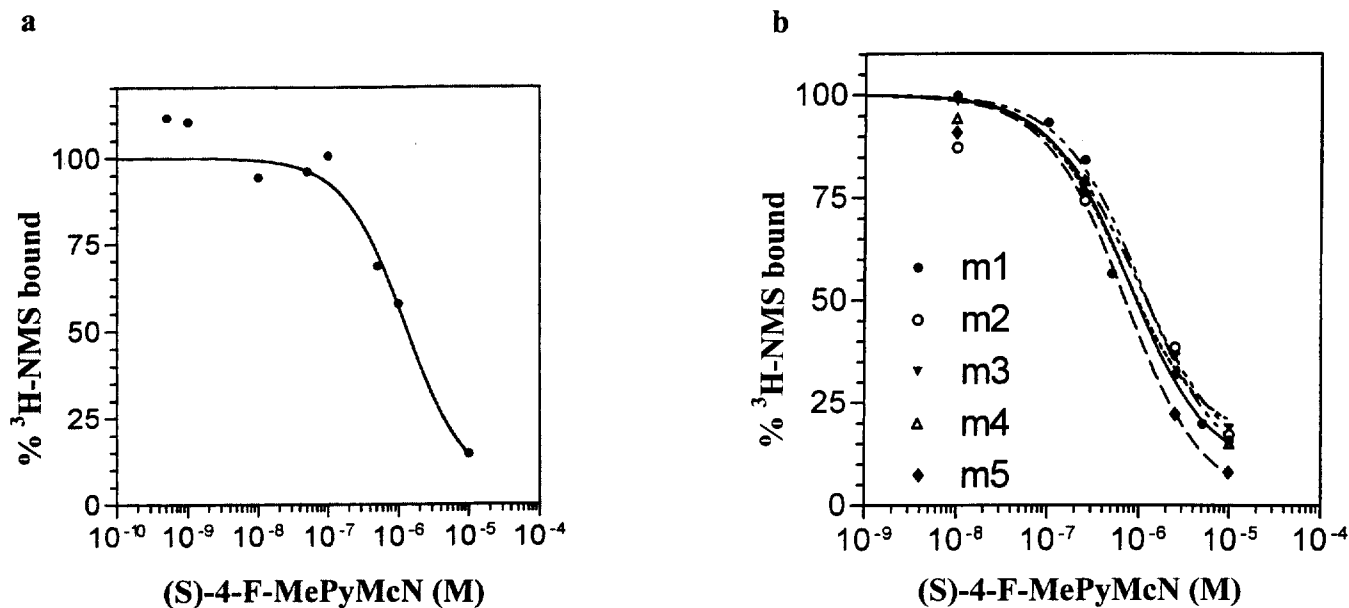 a
% ³H-NMS bound
100
75
50
25
0
10⁻¹⁰ 10⁻⁹ 10⁻⁸ 10⁻⁷ 10⁻⁶ 10⁻⁵ 10⁻⁴
(S)-4-F-MePyMcN (M)
b
% ³H-NMS bound
100
75
50
25
0
m1
m2
m3
m4
m5
10⁻⁹ 10⁻⁸ 10⁻⁷ 10⁻⁶ 10⁻⁵ 10⁻⁴
(S)-4-F-MePyMcN (M)